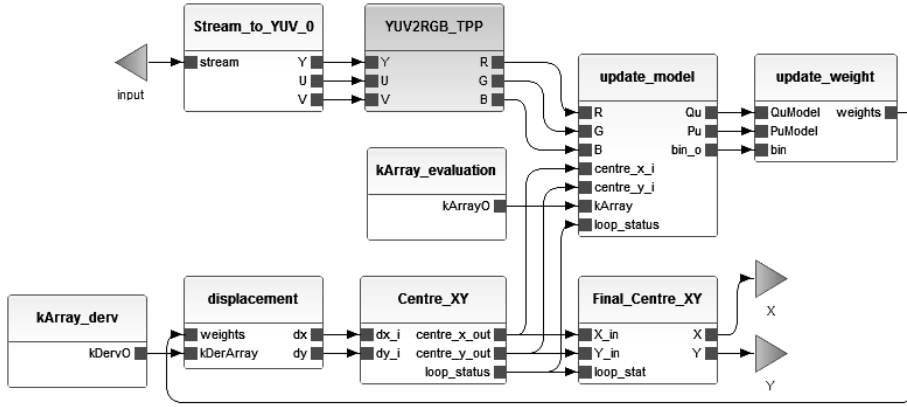 Stream_to_YUV_0
stream
Y
U
V
input
YUV2RGB_TPP
Y
U
V
R
G
B
update_model
R
G
B
centre_x_i
centre_y_i
kArray
loop_status
Qu
Pu
bin_o
update_weight
QuModel
PuModel
bin
weights
kArray_evaluation
kArrayO
kArray_derv
kDervO
displacement
weights
kDerArray
dx
dy
Centre_XY
dx_i
dy_i
centre_x_out
centre_y_out
loop_status
Final_Centre_XY
X_in
Y_in
loop_stat
X
Y
X
Y